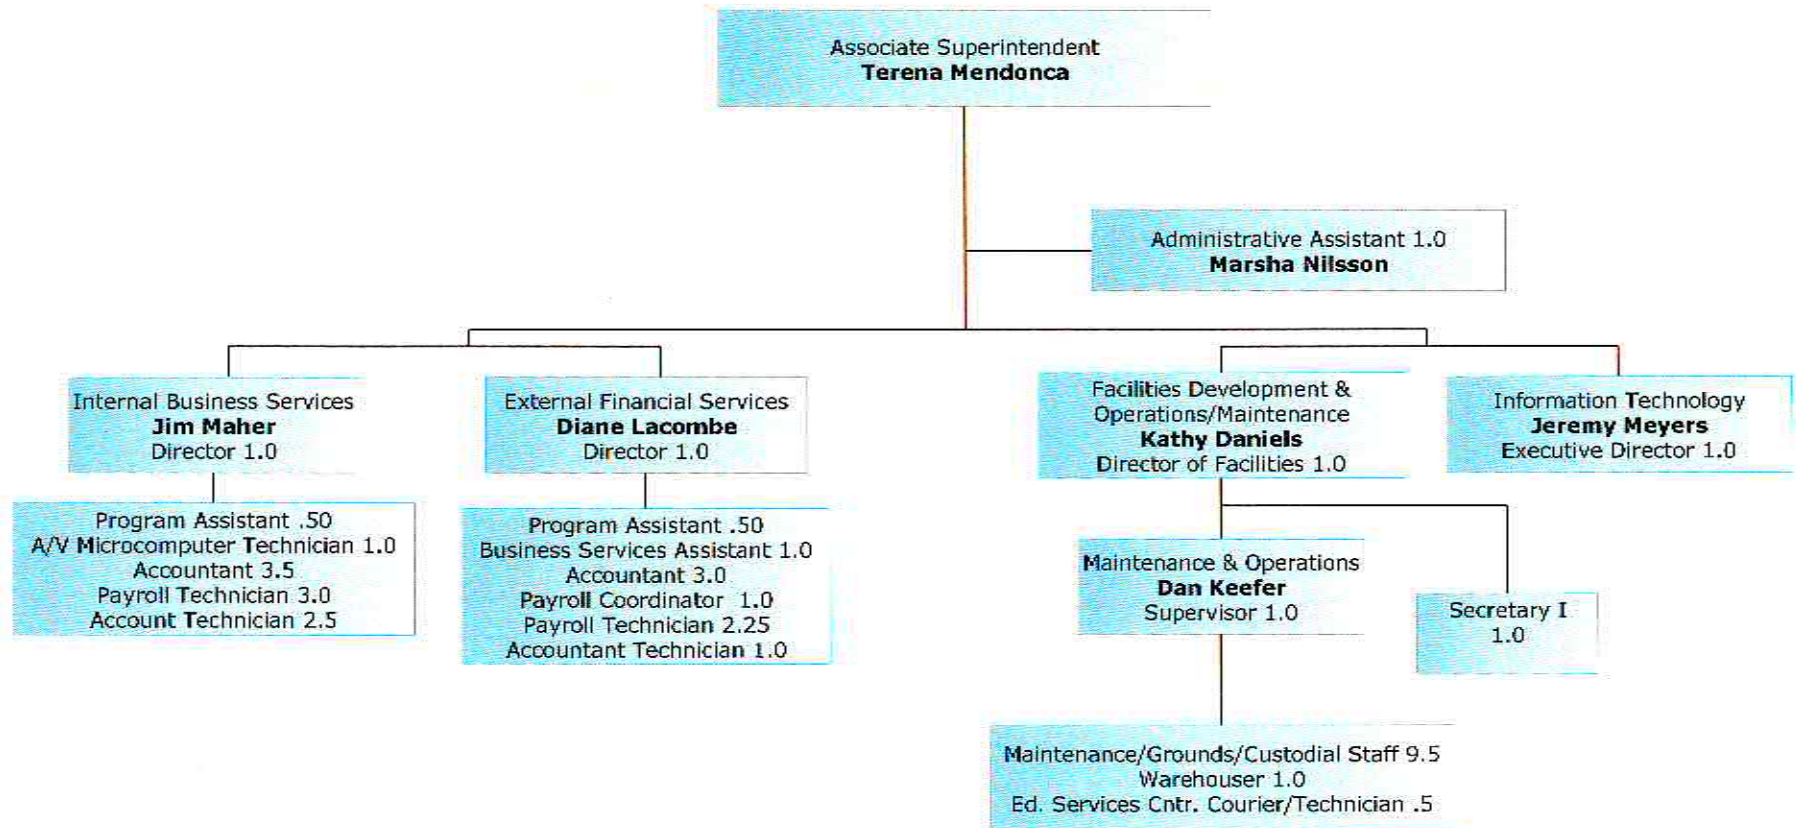 Associate Superintendent
Terena Mendonca
Administrative Assistant 1.0
Marsha Nilsson
Internal Business Services
Jim Maher
Director 1.0
External Financial Services
Diane Lacombe
Director 1.0
Facilities Development &
Operations/Maintenance
Kathy Daniels
Director of Facilities 1.0
Information Technology
Jeremy Meyers
Executive Director 1.0
Program Assistant .50
A/V Microcomputer Technician 1.0
Accountant 3.5
Payroll Technician 3.0
Account Technician 2.5
Program Assistant .50
Business Services Assistant 1.0
Accountant 3.0
Payroll Coordinator 1.0
Payroll Technician 2.25
Accountant Technician 1.0
Maintenance & Operations
Dan Keefer
Supervisor 1.0
Secretary I
1.0
Maintenance/Grounds/Custodial Staff 9.5
Warehouser 1.0
Ed. Services Cntr. Courier/Technician .5